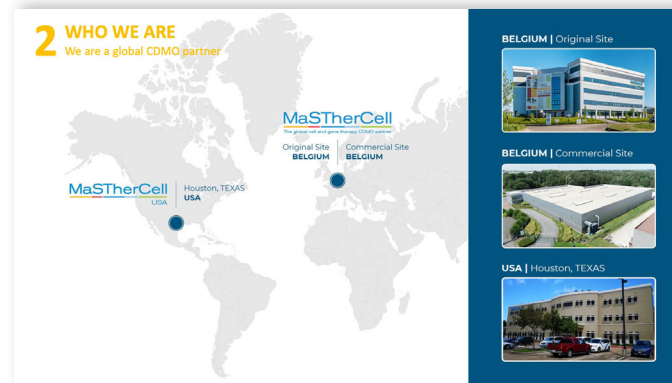 2
WHO WE ARE
We are a global CDMO partner
MaSTherCell
The global cell and gene therapy CDMO partner
Original Site
BELGIUM
Commercial Site
BELGIUM
MaSTherCell
USA
Houston, TEXAS
USA
BELGIUM | Original Site
BELGIUM | Commercial Site
USA | Houston, TEXAS